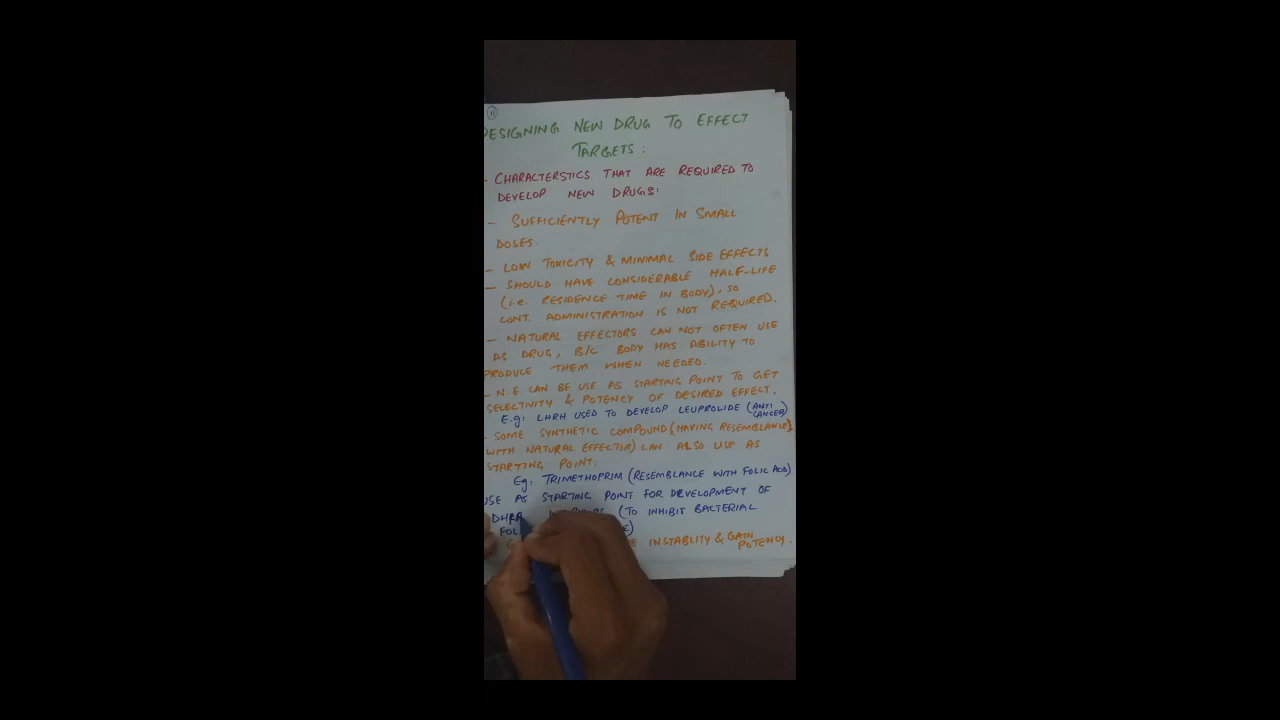 11
DESIGNING NEW DRUG TO EFFECT
TARGETS:
- CHARACTERSTICS THAT ARE REQUIRED TO
DEVELOP NEW DRUGS:
- SUFFICIENTLY POTENT IN SMALL
DOSES.
- LOW TOXICITY & MINIMAL SIDE EFFECTS
- SHOULD HAVE CONSIDERABLE HALF-LIFE
(i.e. RESIDENCE TIME IN BODY), SO
CONT. ADMINISTRATION IS NOT REQUIRED.
- NATURAL EFFECTORS CAN NOT OFTEN USE
AS DRUG, B/C BODY HAS ABILITY TO
PRODUCE THEM WHEN NEEDED.
- N.E CAN BE USE AS STARTING POINT TO GET
SELECTIVITY & POTENCY OF DESIRED EFFECT.
E.g: LHRH USED TO DEVELOP LEUPROLIDE (ANTI CANCER)
- SOME SYNTHETIC COMPOUND (HAVING RESEMBLANCE
WITH NATURAL EFFECTOR) CAN ALSO USE AS
STARTING POINT:
Eg: TRIMETHOPRIM (RESEMBLANCE WITH FOLIC ACID)
USE AS STARTING POINT FOR DEVELOPMENT OF
(TO INHIBIT BACTERIAL
INSTABLITY & GAIN POTENCY.